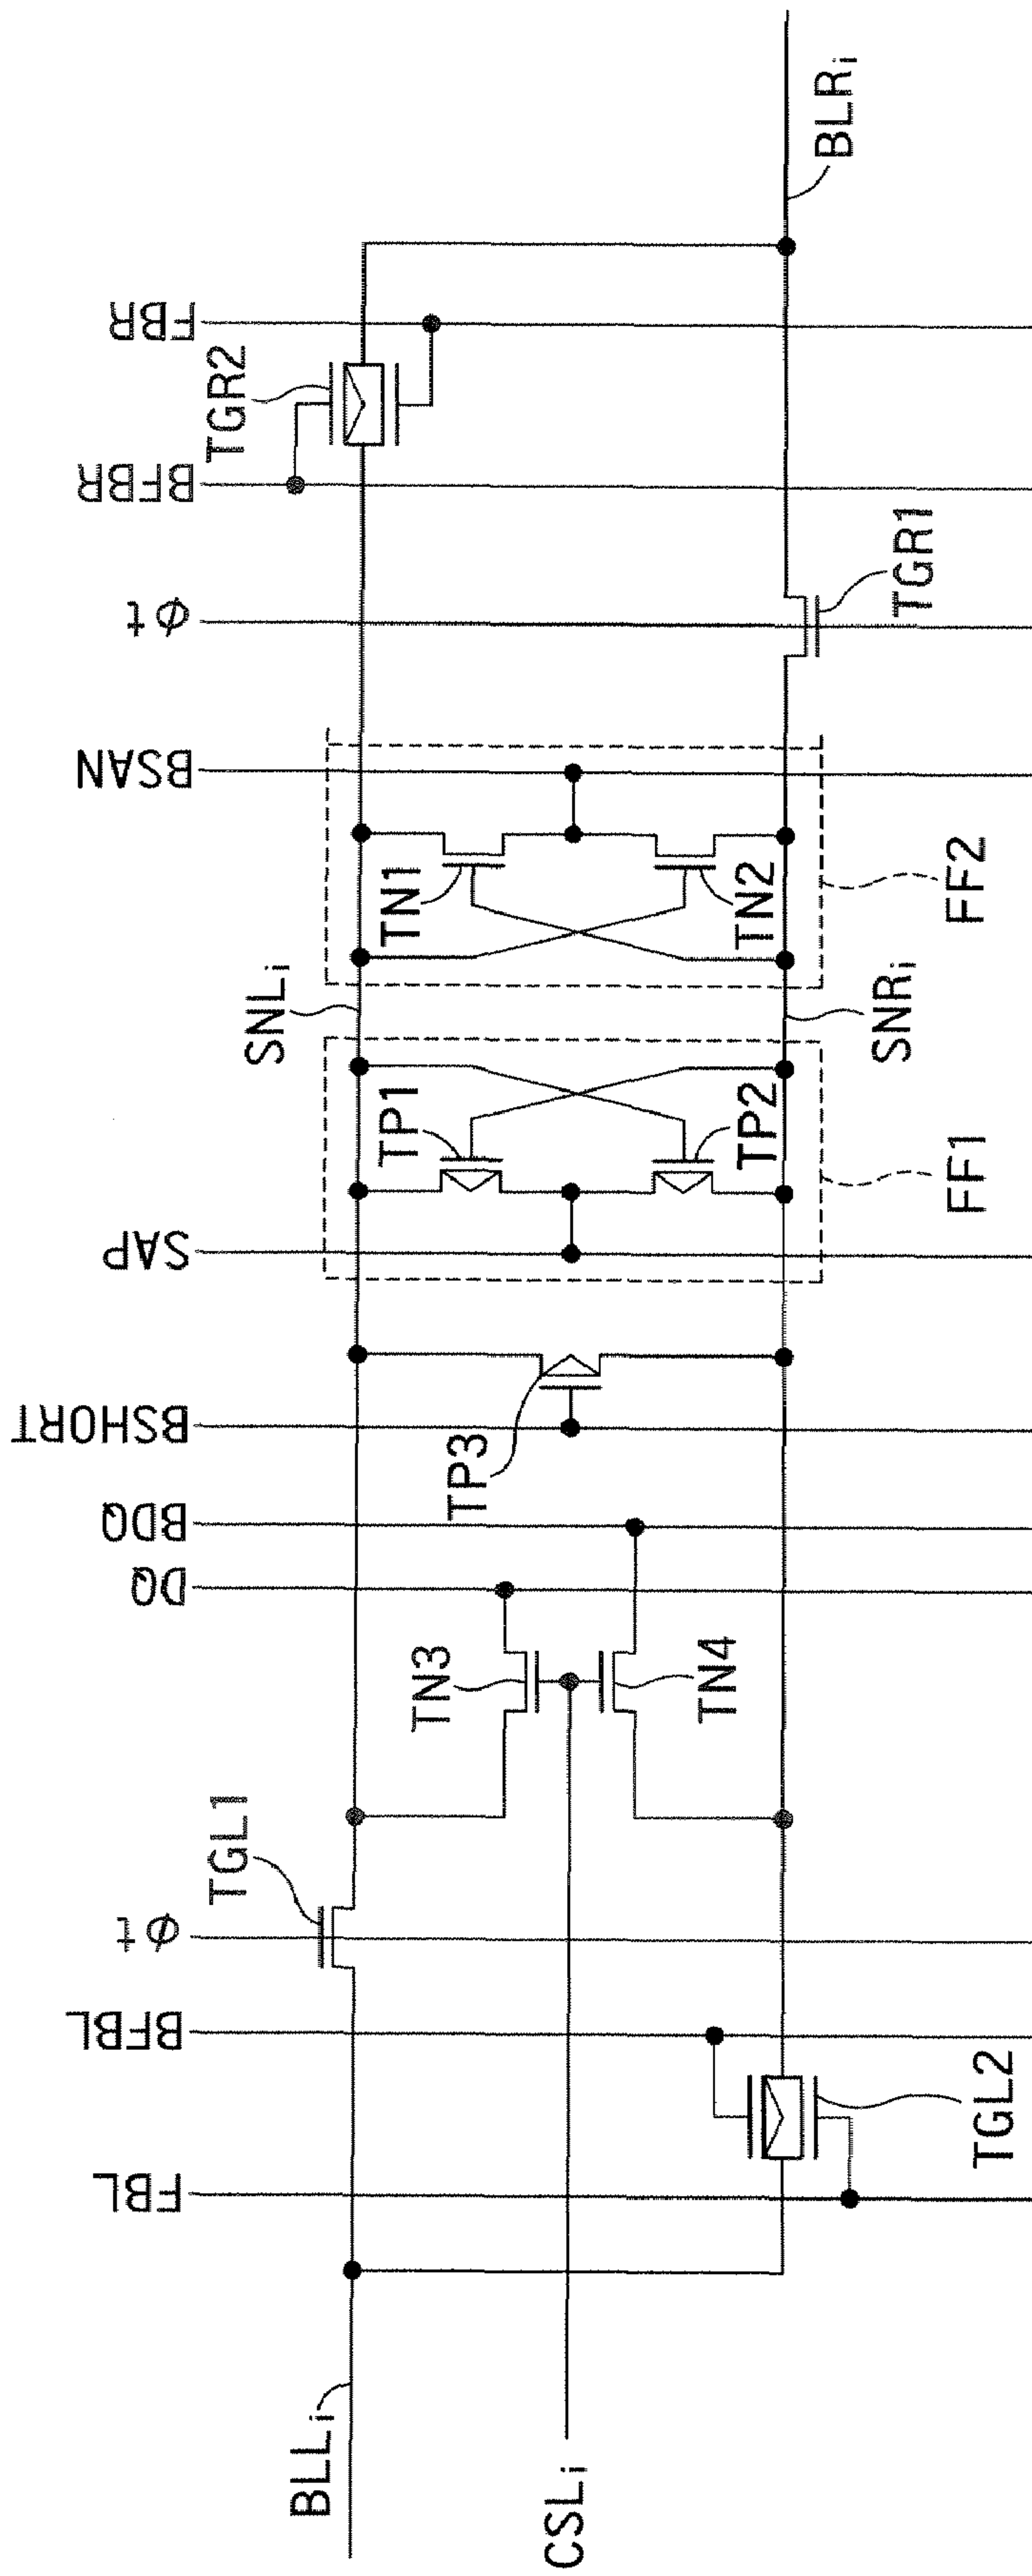 FBL
BFBL
φt
DQ
BDQ
BSHORT
SAP
BSAN
φt
BFBR
FBR
TGL1
SNLi
TGR2
BLLi
TN3
TP3
TP1
TN1
CSLi
TN4
TP2
TN2
TGL2
FF1
SNRi
FF2
TGR1
BLRi